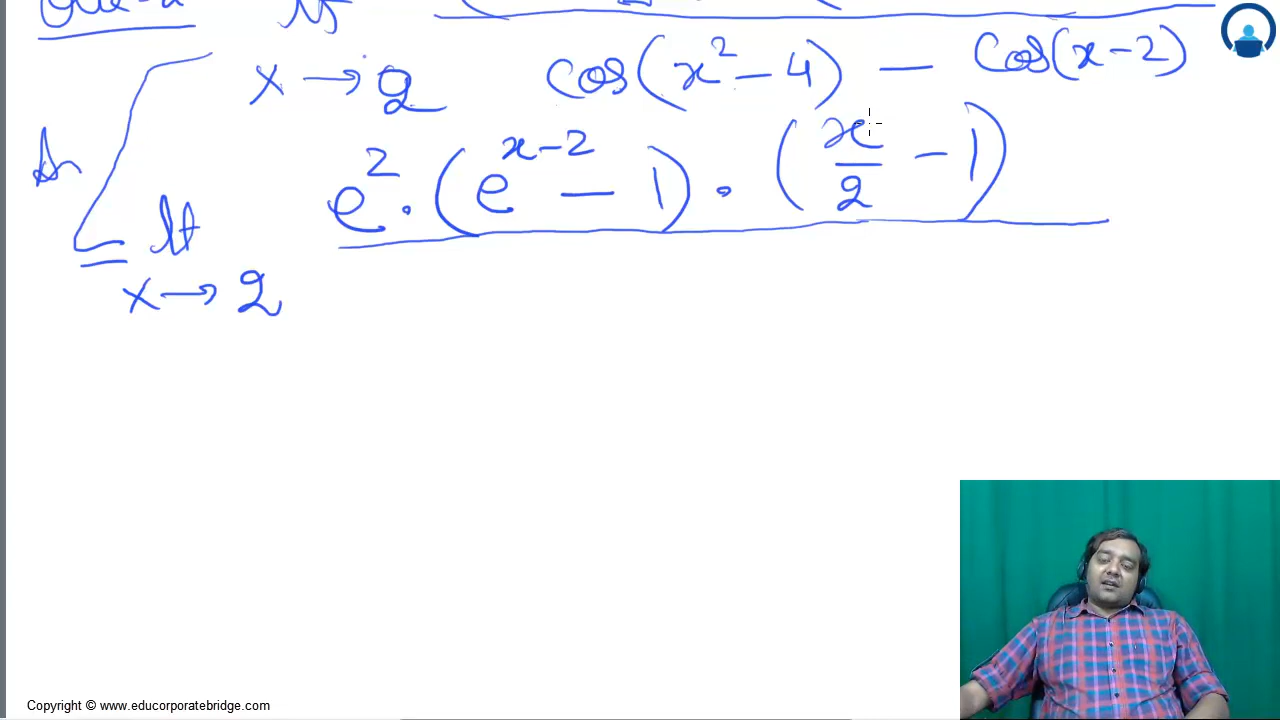 x → 2 cos(x² - 4) - cos(x - 2)
e² · (e^(x-2) - 1) · (x/2 - 1)
lt
x → 2
Copyright © www.educorporatebridge.com